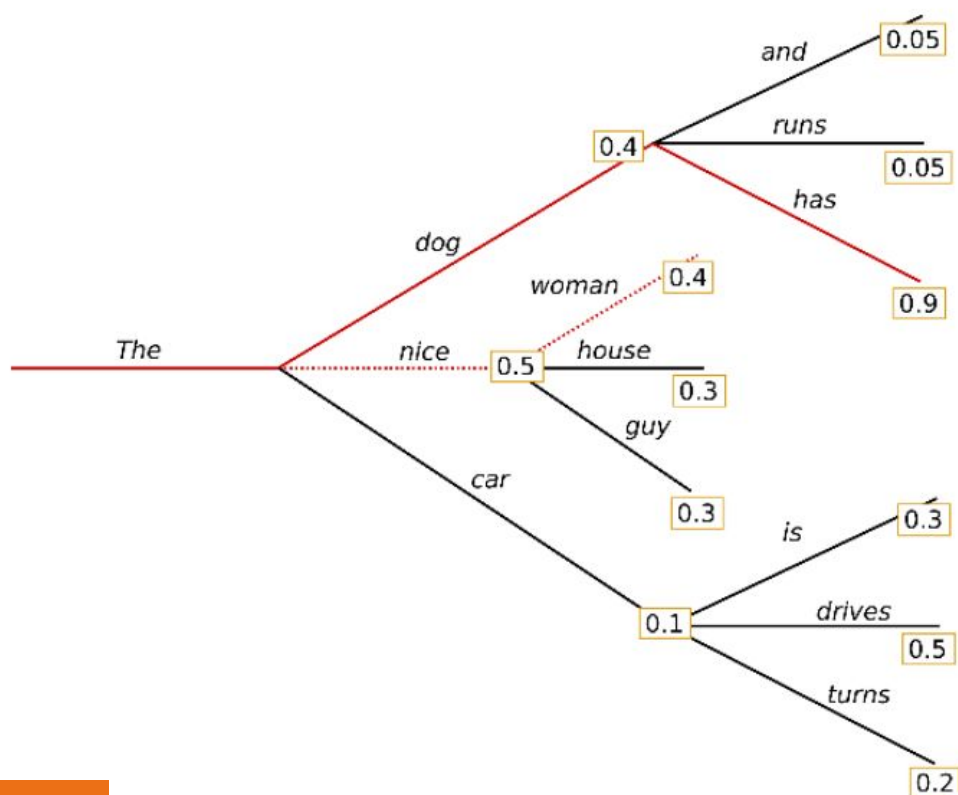 and
0.05
runs
0.4
0.05
has
dog
woman
0.4
0.9
The
nice
house
0.5
0.3
guy
car
0.3
0.3
is
drives
0.1
0.5
turns
0.2